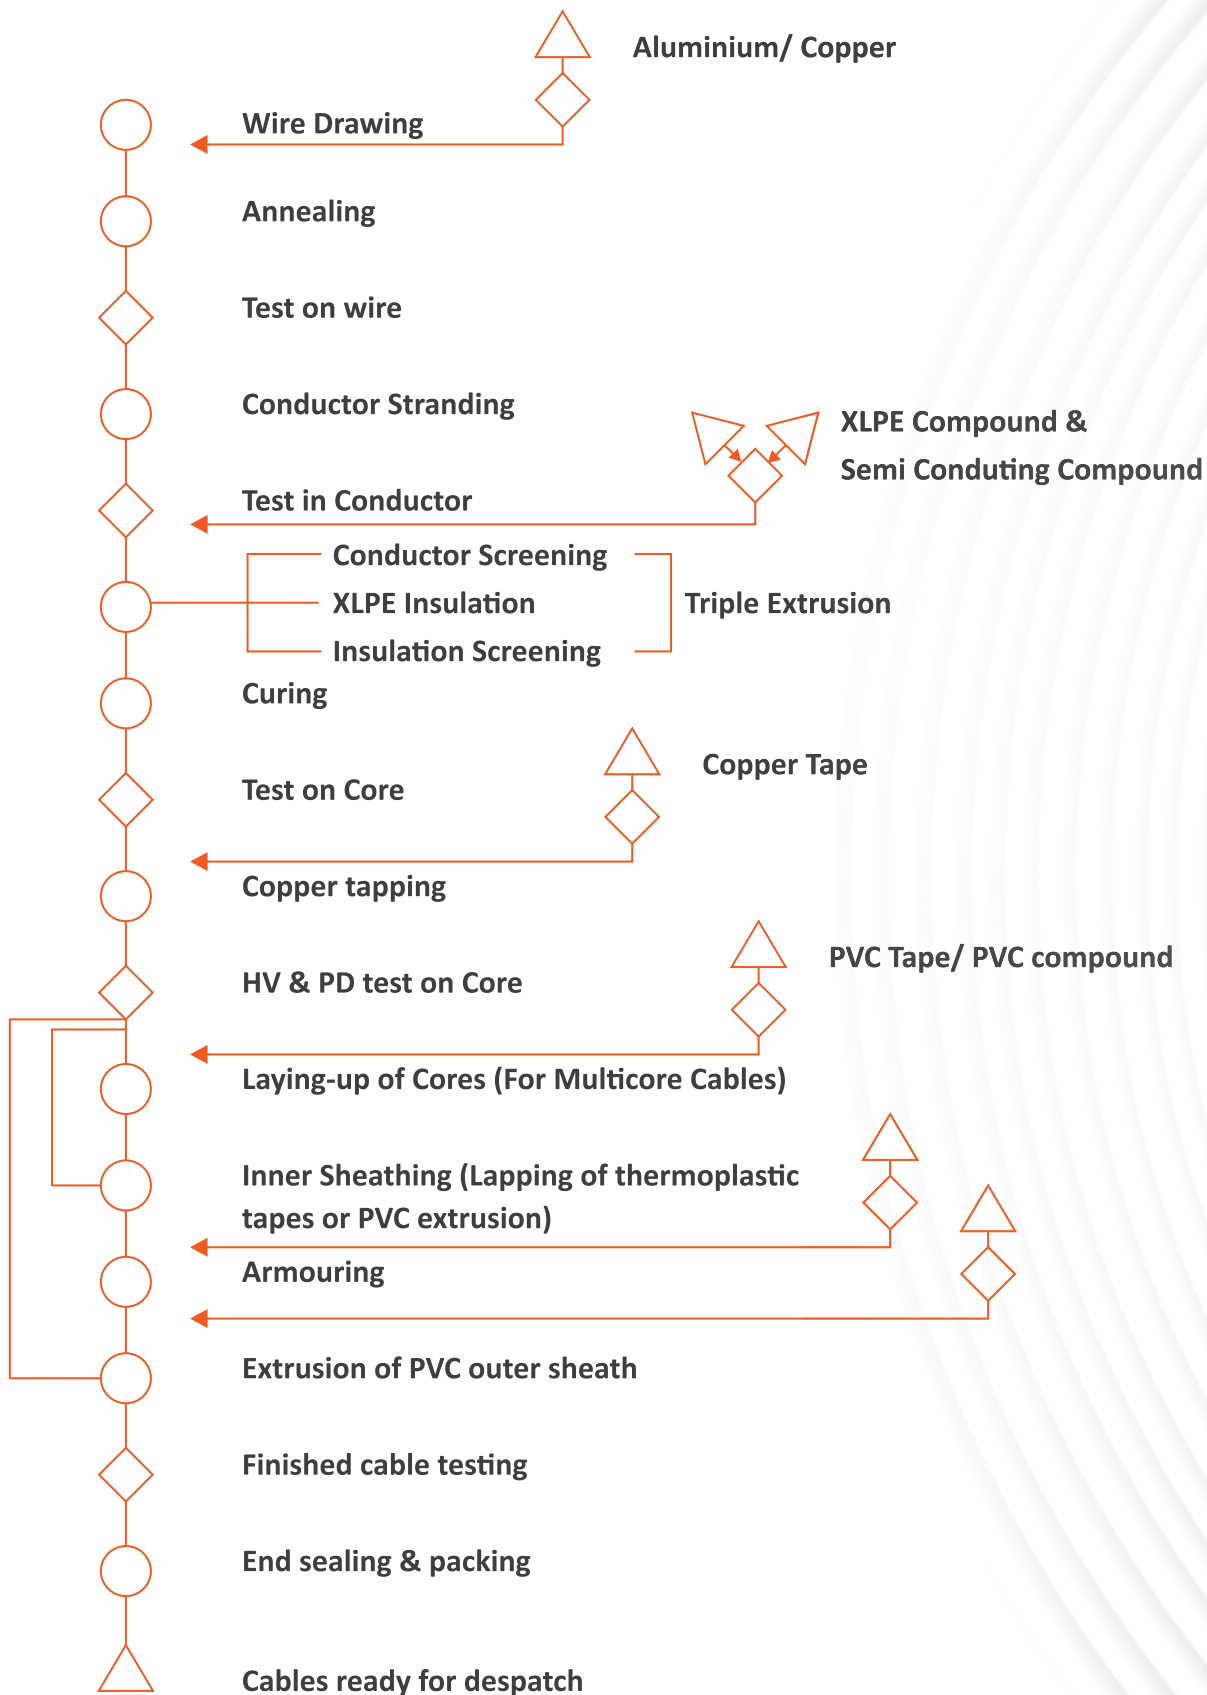 Aluminium/ Copper
Wire Drawing
Annealing
Test on wire
Conductor Stranding
XLPE Compound &
Semi Conduting Compound
Test in Conductor
Conductor Screening
XLPE Insulation
Triple Extrusion
Insulation Screening
Curing
Copper Tape
Test on Core
Copper tapping
PVC Tape/ PVC compound
HV & PD test on Core
Laying-up of Cores (For Multicore Cables)
Inner Sheathing (Lapping of thermoplastic
tapes or PVC extrusion)
Armouring
Extrusion of PVC outer sheath
Finished cable testing
End sealing & packing
Cables ready for despatch